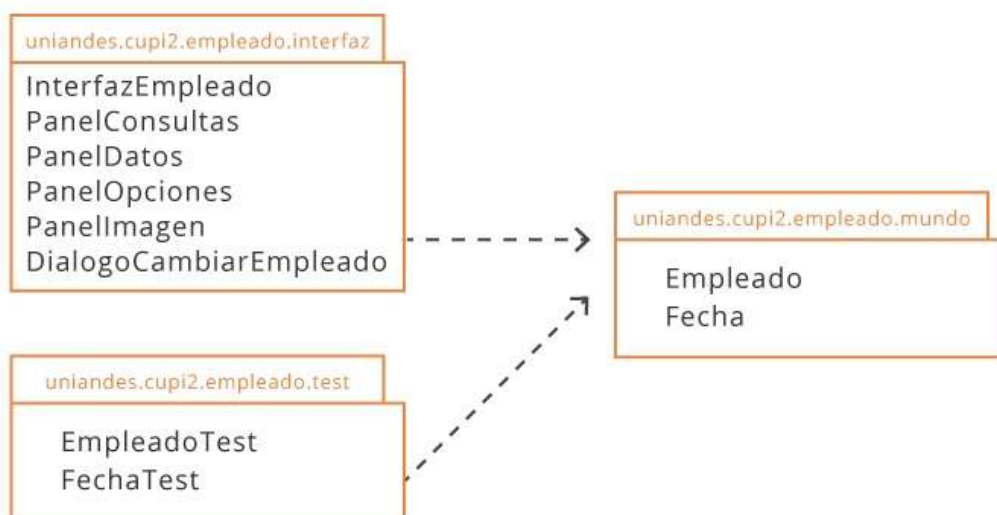 uniandes.cupi2.empleado.interfaz
InterfazEmpleado
PanelConsultas
PanelDatos
PanelOpciones
PanelImagen
DialogoCambiarEmpleado
uniandes.cupi2.empleado.mundo
Empleado
Fecha
uniandes.cupi2.empleado.test
EmpleadoTest
FechaTest